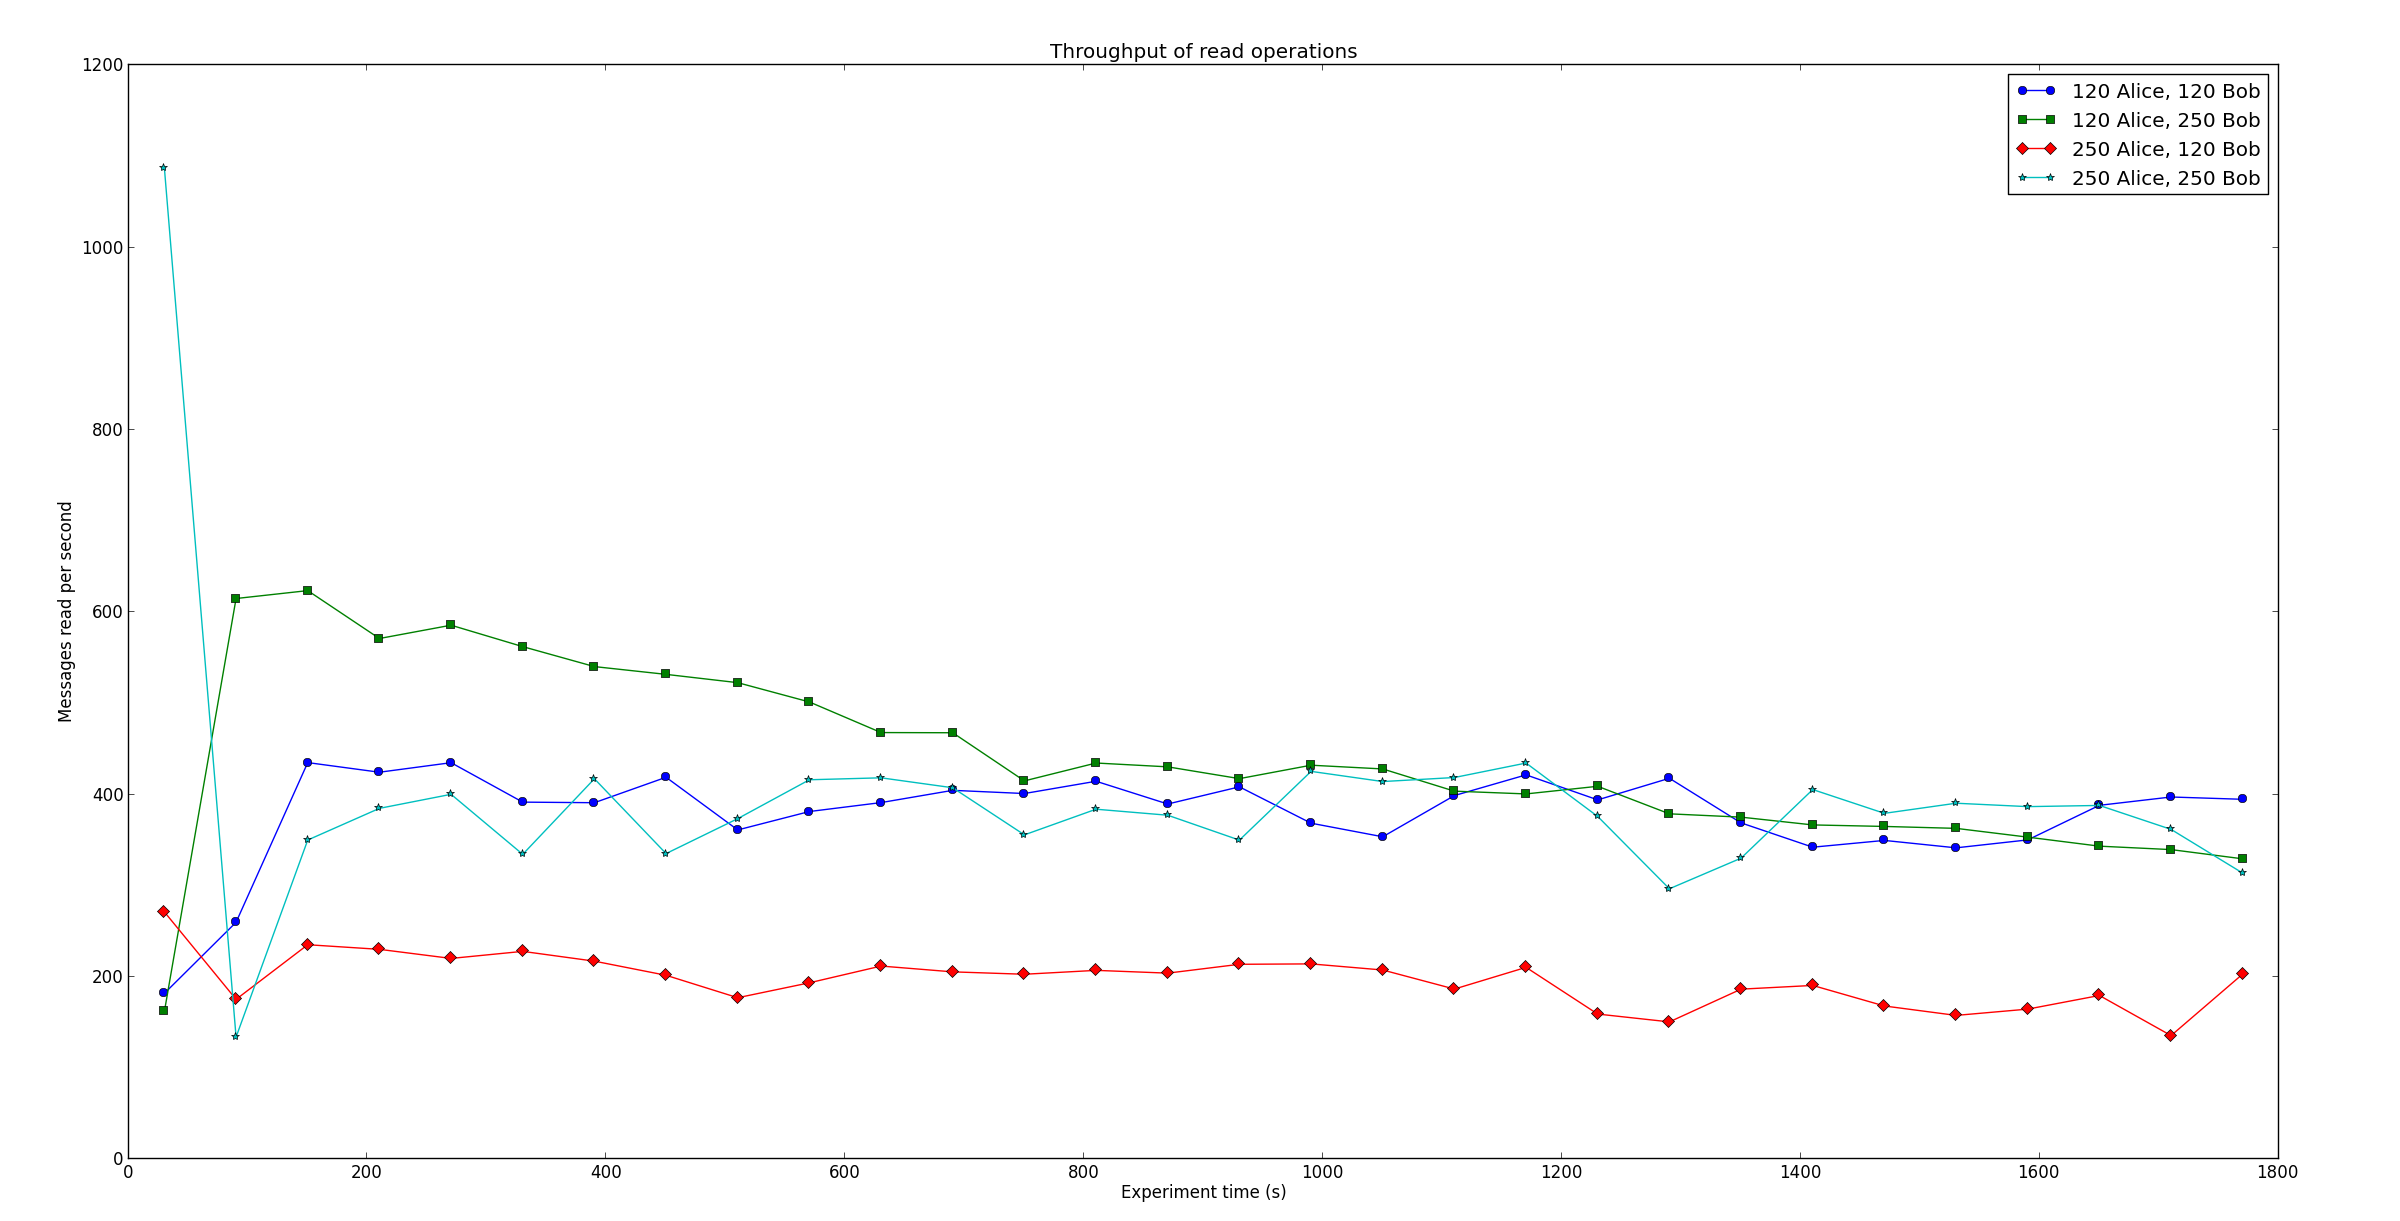 Throughput of read operations
1200
1000
800
600
400
200
0
Messages read per second
120 Alice, 120 Bob
120 Alice, 250 Bob
250 Alice, 120 Bob
250 Alice, 250 Bob
0 200 400 600 800 1000 1200 1400 1600 1800
Experiment time (s)